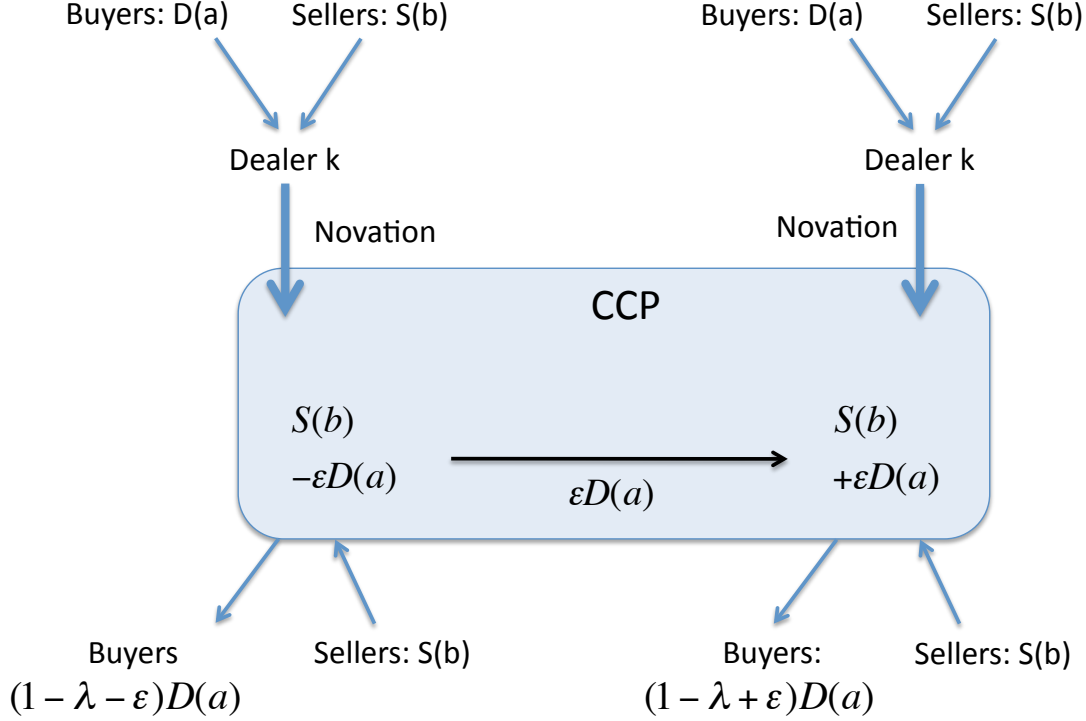 Buyers: D(a) Sellers: S(b) Buyers: D(a) Sellers: S(b)
Dealer k Dealer k
Novation Novation
CCP
S(b) S(b)
−εD(a) εD(a) +εD(a)
Buyers Sellers: S(b) Buyers: Sellers: S(b)
(1 − λ − ε)D(a) (1 − λ + ε)D(a)